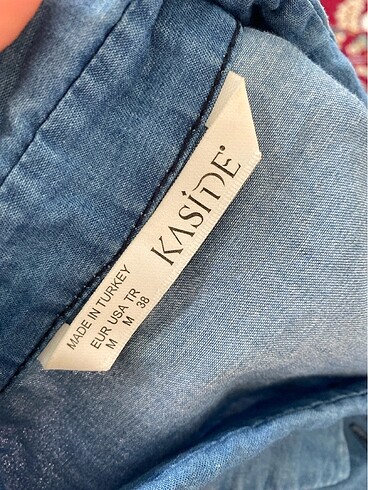 KASİDE®
MADE IN TURKEY
EUR USA TR
M M 38